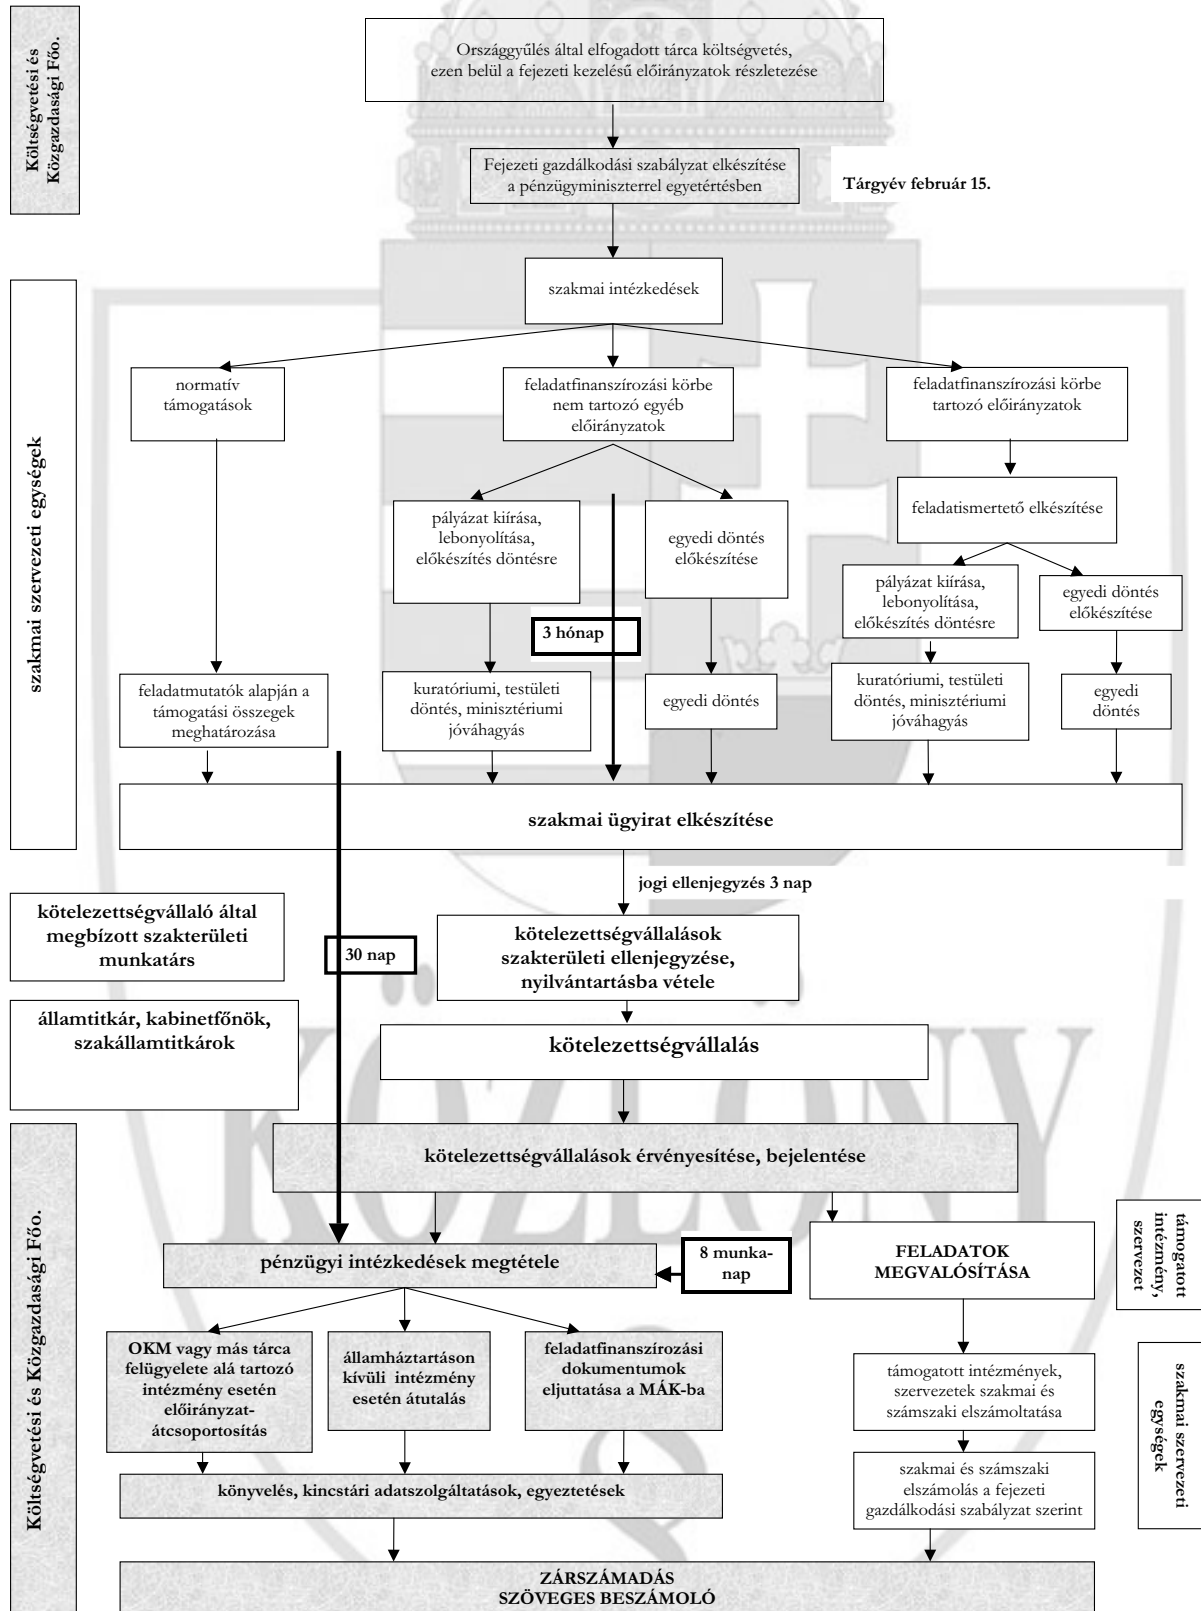 Költségvetési és
Közgazdasági Főo.
Országgyűlés által elfogadott tárca költségvetés,
ezen belül a fejezeti kezelésű előirányzatok részletezése
Fejezeti gazdálkodási szabályzat elkészítése
a pénzügyminiszterrel egyetértésben
Tárgyév február 15.
szakmai szervezeti egységek
szakmai intézkedések
normatív
támogatások
feladatfinanszírozási körbe
nem tartozó egyéb
előirányzatok
feladatfinanszírozási körbe
tartozó előirányzatok
pályázat kiírása,
lebonyolítása,
előkészítés döntésre
egyedi döntés
előkészítése
feladatismertető elkészítése
pályázat kiírása,
lebonyolítása,
előkészítés döntésre
egyedi döntés
előkészítése
3 hónap
feladatmutatók alapján a
támogatási összegek
meghatározása
kuratóriumi, testületi
döntés, minisztériumi
jóváhagyás
egyedi döntés
kuratóriumi, testületi
döntés, minisztériumi
jóváhagyás
egyedi
döntés
szakmai ügyirat elkészítése
jogi ellenjegyzés 3 nap
kötelezettségvállaló által
megbízott szakterületi
munkatárs
30 nap
kötelezettségvállalások
szakterületi ellenjegyzése,
nyilvántartásba vétele
államtitkár, kabinetfőnök,
szakállamtitkárok
kötelezettségvállalás
KÖZLÖNY
Költségvetési és Közgazdasági Főo.
kötelezettségvállalások érvényesítése, bejelentése
pénzügyi intézkedések megtétele
8 munka-
nap
FELADATOK
MEGVALÓSÍTÁSA
támogatott
intézmény,
szervezet
OKM vagy más tárca
felügyelete alá tartozó
intézmény esetén
előirányzat-
átcsoportosítás
államháztartáson
kívüli intézmény
esetén átutalás
feladatfinanszírozási
dokumentumok
eljuttatása a MÁK-ba
támogatott intézmények,
szervezetek szakmai és
számszaki elszámoltatása
szakmai szervezeti
egységek
könyvelés, kincstári adatszolgáltatások, egyeztetések
szakmai és számszaki
elszámolás a fejezeti
gazdálkodási szabályzat szerint
ZÁRSZÁMADÁS
SZÖVEGES BESZÁMOLÓ